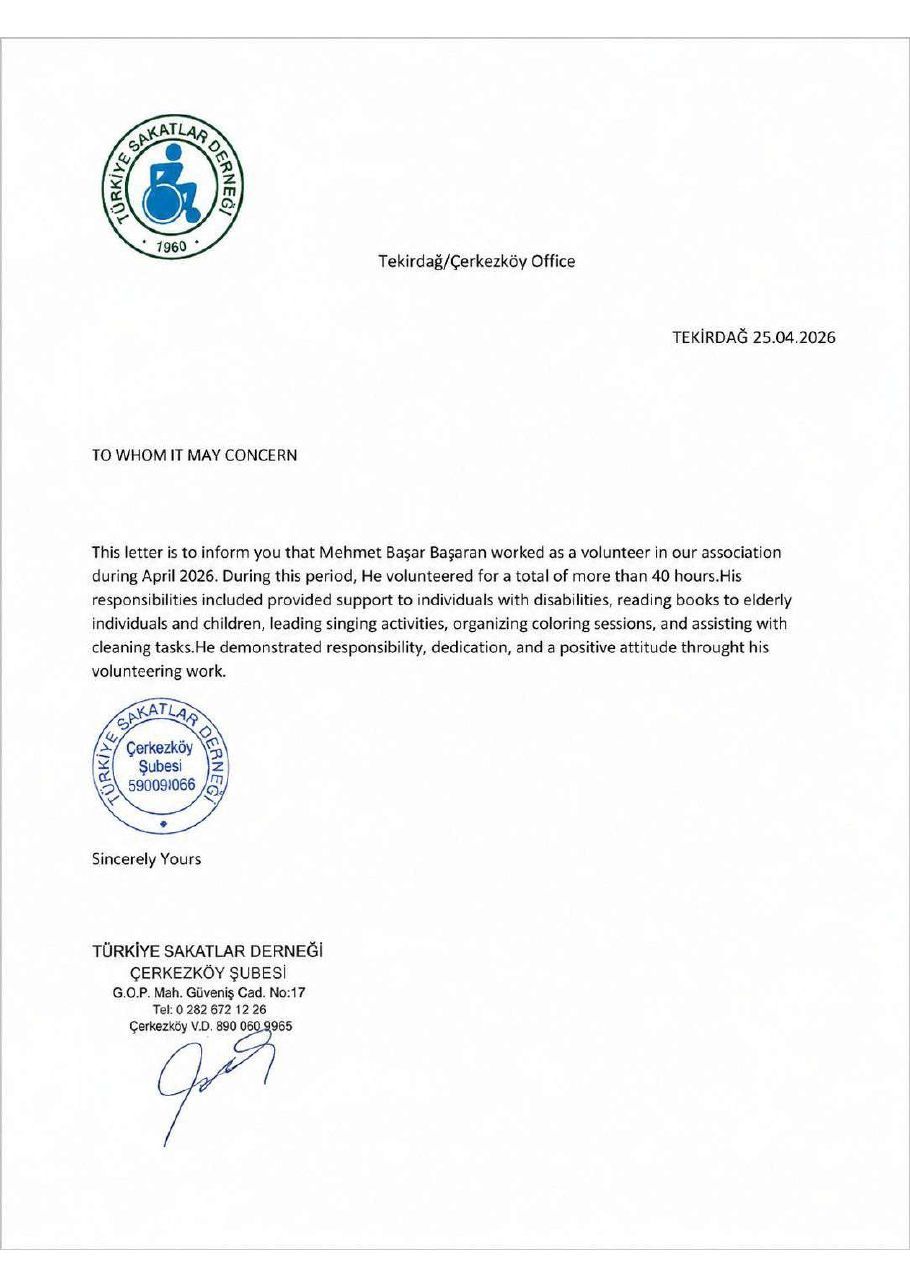 TÜRKİYE SAKATLAR DERNEĞİ
• 1960 •
Tekirdağ/Çerkezköy Office
TEKİRDAĞ 25.04.2026
TO WHOM IT MAY CONCERN
This letter is to inform you that Mehmet Başar Başaran worked as a volunteer in our association
during April 2026. During this period, He volunteered for a total of more than 40 hours.His
responsibilities included provided support to individuals with disabilities, reading books to elderly
individuals and children, leading singing activities, organizing coloring sessions, and assisting with
cleaning tasks.He demonstrated responsibility, dedication, and a positive attitude throught his
volunteering work.
TÜRKİYE SAKATLAR DERNEĞİ
Çerkezköy
Şubesi
590091066
Sincerely Yours
TÜRKİYE SAKATLAR DERNEĞİ
ÇERKEZKÖY ŞUBESİ
G.O.P. Mah. Güveniş Cad. No:17
Tel: 0 282 672 12 26
Çerkezköy V.D. 890 060 9965